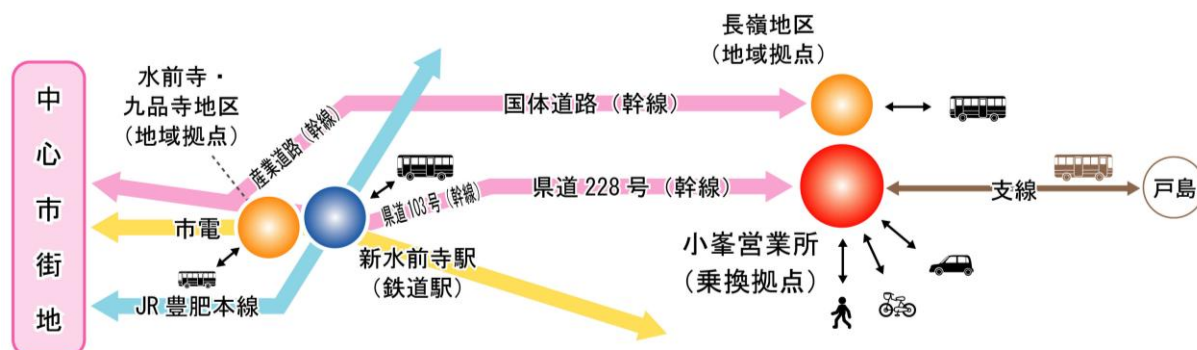 中心市街地
水前寺・
九品寺地区
（地域拠点）
産業道路（幹線）
国体道路（幹線）
長嶺地区
（地域拠点）
県道103号（幹線）
県道228号（幹線）
市電
JR豊肥本線
新水前寺駅
（鉄道駅）
小峯営業所
（乗換拠点）
支線
戸島